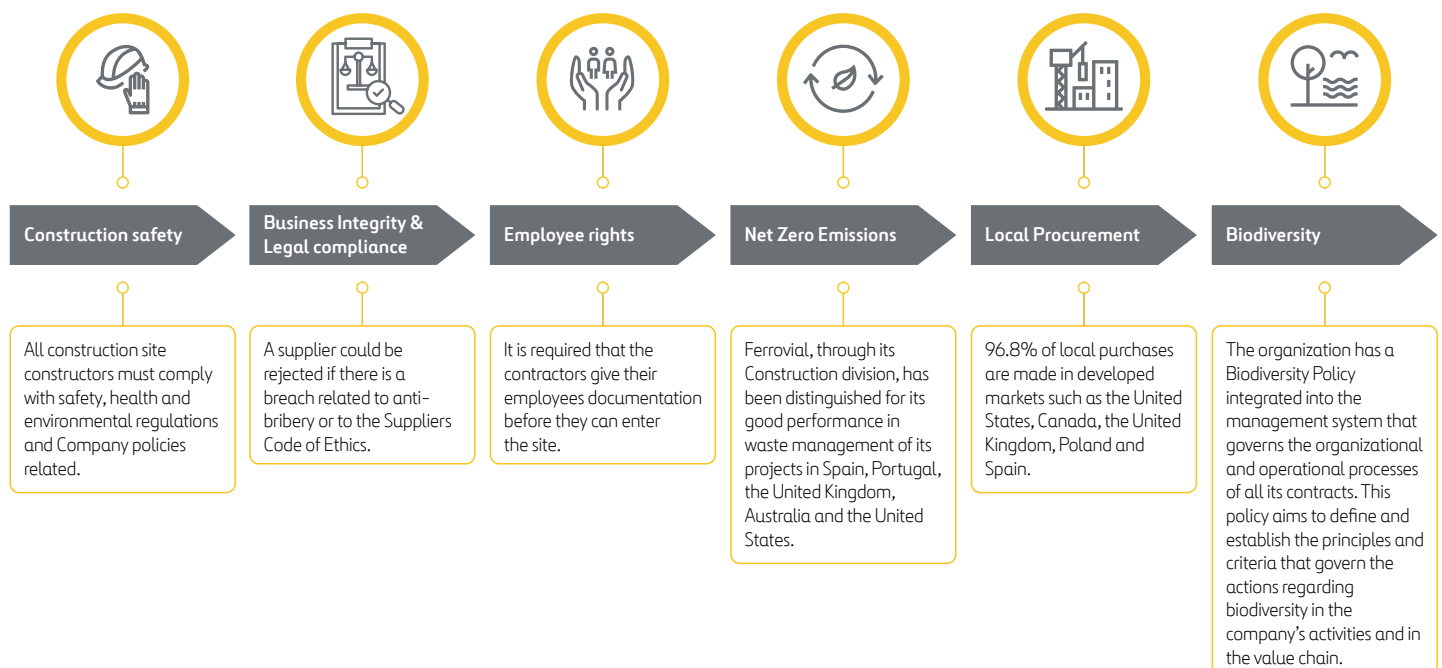 Construction safety
Business Integrity &
Legal compliance
Employee rights
Net Zero Emissions
Local Procurement
Biodiversity
All construction site
constructors must comply
with safety, health and
environmental regulations
and Company policies
related.
A supplier could be
rejected if there is a
breach related to anti-
bribery or to the Suppliers
Code of Ethics.
It is required that the
contractors give their
employees documentation
before they can enter
the site.
Ferrovial, through its
Construction division, has
been distinguished for its
good performance in
waste management of its
projects in Spain, Portugal,
the United Kingdom,
Australia and the United
States.
96.8% of local purchases
are made in developed
markets such as the United
States, Canada, the United
Kingdom, Poland and
Spain.
The organization has a
Biodiversity Policy
integrated into the
management system that
governs the organizational
and operational processes
of all its contracts. This
policy aims to define and
establish the principles and
criteria that govern the
actions regarding
biodiversity in the
company’s activities and in
the value chain.